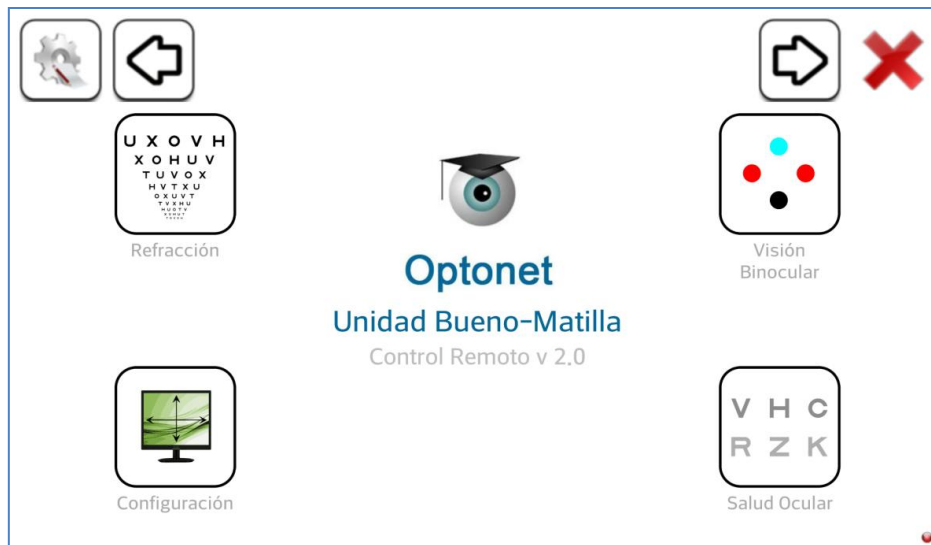 U X O V H
X O H U V
T U V O X
H V T X U
O X U V T
T V X H U
H U O T V
Refracción
Optonet
Unidad Bueno-Matilla
Control Remoto v 2.0
Visión
Binocular
Configuración
V H C
R Z K
Salud Ocular